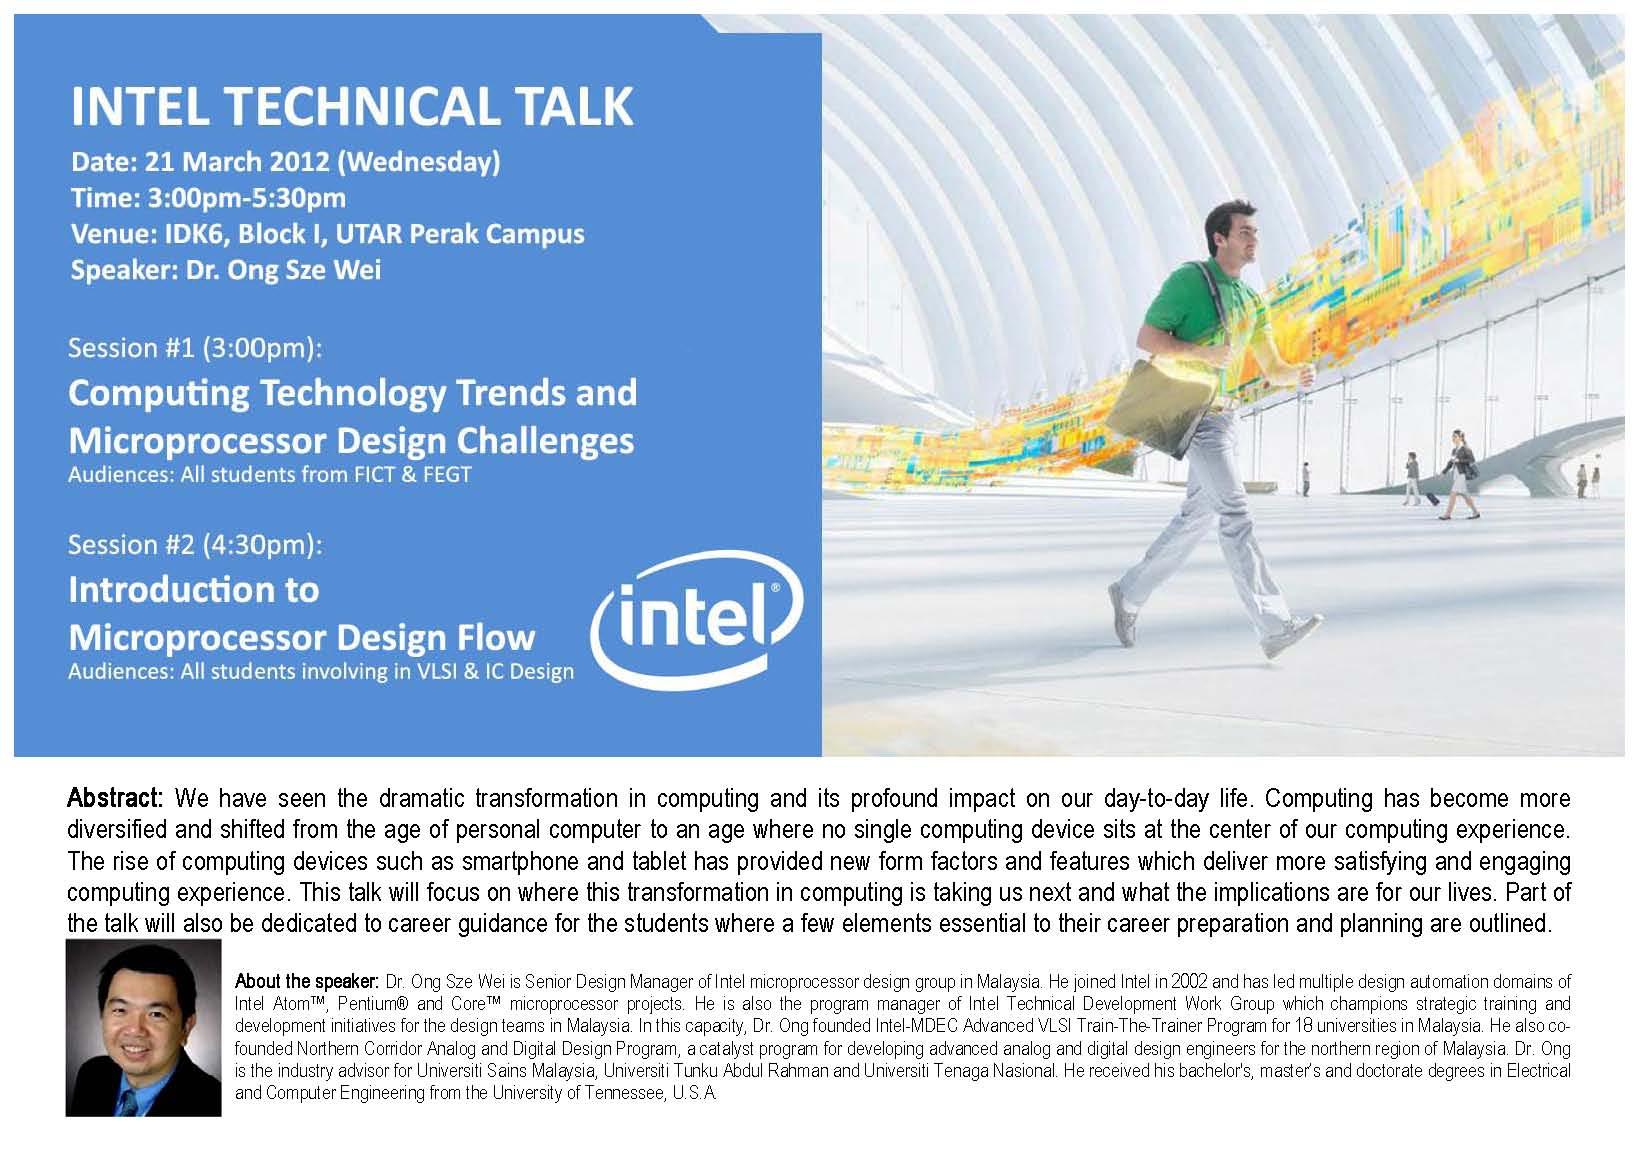 INTEL TECHNICAL TALK
Date: 21 March 2012 (Wednesday)
Time: 3:00pm-5:30pm
Venue: IDK6, Block I, UTAR Perak Campus
Speaker: Dr. Ong Sze Wei
Session #1 (3:00pm):
Computing Technology Trends and
Microprocessor Design Challenges
Audiences: All students from FICT & FEGT
Session #2 (4:30pm):
Introduction to
Microprocessor Design Flow
Audiences: All students involving in VLSI & IC Design
intel®
Abstract: We have seen the dramatic transformation in computing and its profound impact on our day-to-day life. Computing has become more
diversified and shifted from the age of personal computer to an age where no single computing device sits at the center of our computing experience.
The rise of computing devices such as smartphone and tablet has provided new form factors and features which deliver more satisfying and engaging
computing experience. This talk will focus on where this transformation in computing is taking us next and what the implications are for our lives. Part of
the talk will also be dedicated to career guidance for the students where a few elements essential to their career preparation and planning are outlined.
About the speaker: Dr. Ong Sze Wei is Senior Design Manager of Intel microprocessor design group in Malaysia. He joined Intel in 2002 and has led multiple design automation domains of
Intel Atom™, Pentium® and Core™ microprocessor projects. He is also the program manager of Intel Technical Development Work Group which champions strategic training and
development initiatives for the design teams in Malaysia. In this capacity, Dr. Ong founded Intel-MDEC Advanced VLSI Train-The-Trainer Program for 18 universities in Malaysia. He also co-
founded Northern Corridor Analog and Digital Design Program, a catalyst program for developing advanced analog and digital design engineers for the northern region of Malaysia. Dr. Ong
is the industry advisor for Universiti Sains Malaysia, Universiti Tunku Abdul Rahman and Universiti Tenaga Nasional. He received his bachelor's, master's and doctorate degrees in Electrical
and Computer Engineering from the University of Tennessee, U.S.A.